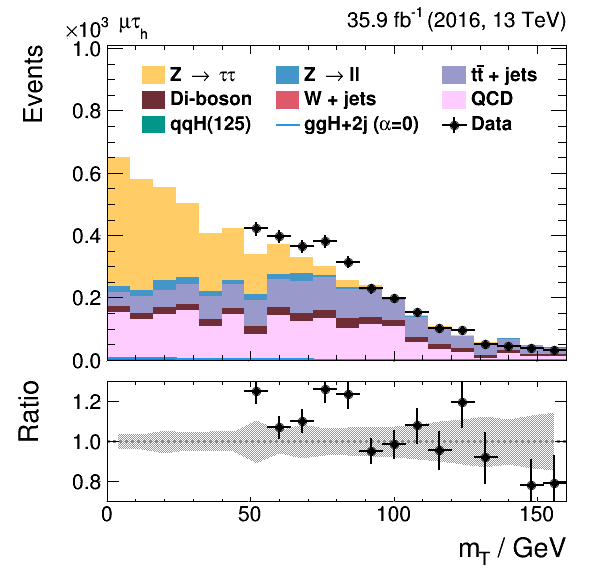 ×10³ μτₕ
35.9 fb⁻¹ (2016, 13 TeV)
Events
1.0
0.8
0.6
0.4
0.2
0.0
Z → ττ
Z → ll
tt̄ + jets
Di-boson
W + jets
QCD
qqH(125)
ggH+2j (α=0)
Data
Ratio
1.2
1.0
0.8
0
50
100
150
m_T / GeV